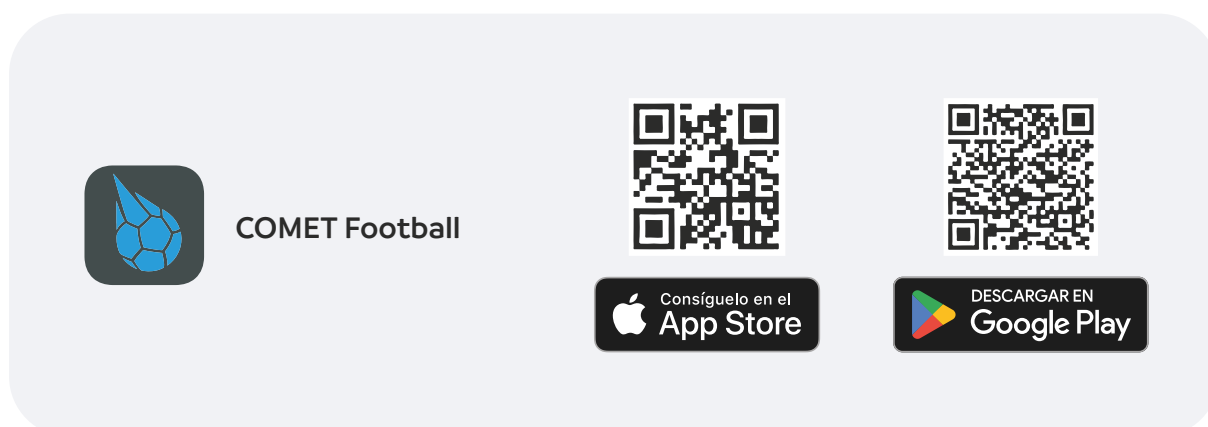 COMET Football
Consíguelo en el
App Store
DESCARGAR EN
Google Play